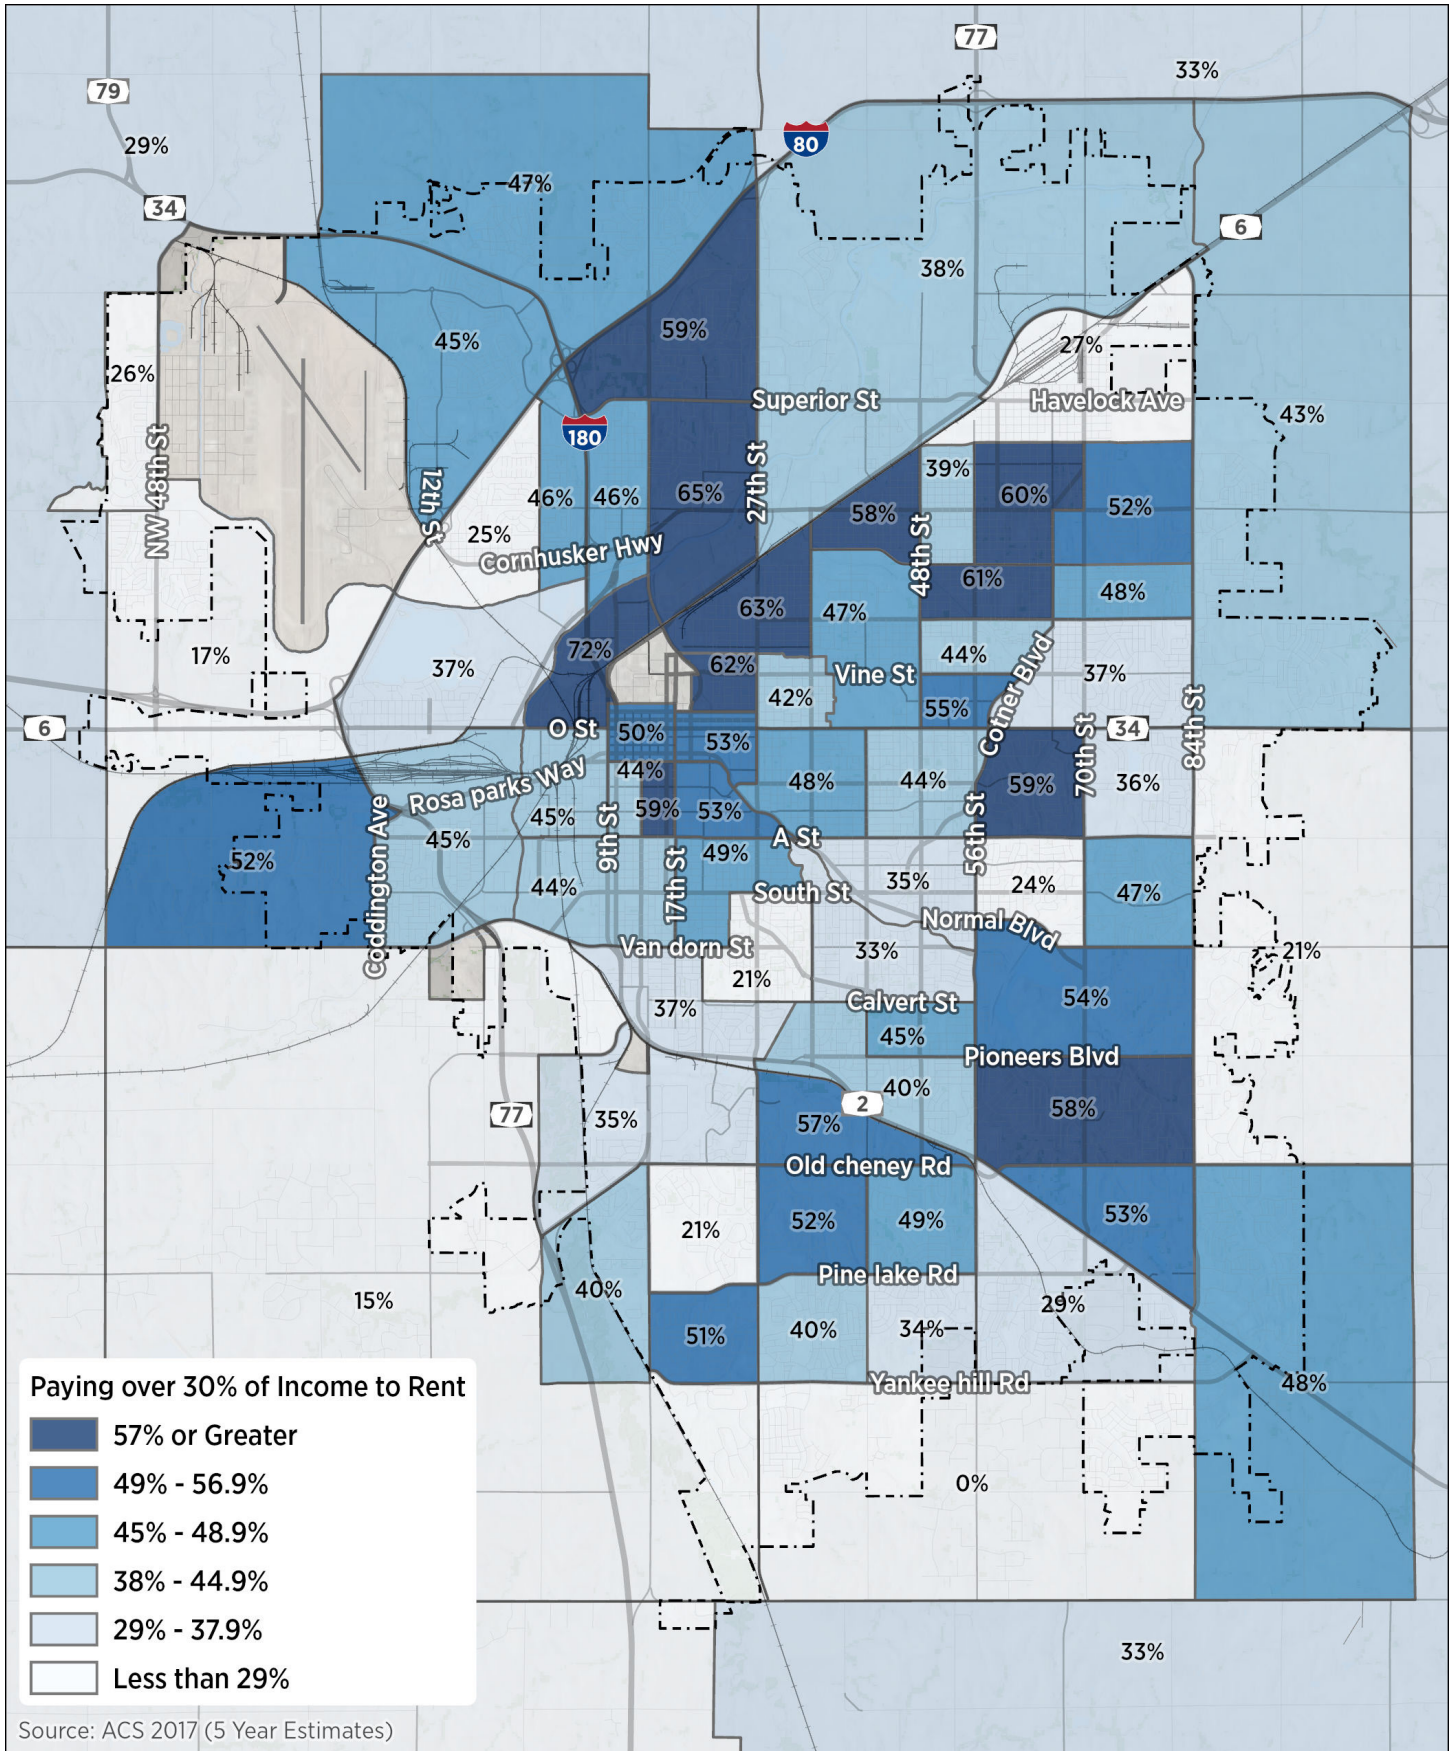 77
33%
79
80
29%
47%
34
6
38%
59%
45%
27%
26%
Superior St
Havelock Ave
43%
180
27th St
39%
NW 48th St
12th St
46%
46%
65%
60%
58%
52%
25%
48th St
Cornhusker Hwy
61%
48%
63%
47%
72%
17%
37%
62%
44%
Vine St
37%
42%
Cotner Blvd
55%
84th St
6
O St
50%
53%
34
70th St
44%
Rosa parks Way
48%
44%
59%
36%
59%
53%
45%
Coddington Ave
45%
9th St
A St
56th St
52%
49%
17th St
35%
24%
44%
South St
47%
Normal Blvd
Van dorn St
33%
21%
21%
54%
Calvert St
37%
45%
Pioneers Blvd
40%
2
58%
77
35%
57%
Old cheney Rd
53%
52%
49%
21%
Pine lake Rd
40%
15%
29%
51%
40%
34%
Yankee hill Rd
48%
Paying over 30% of Income to Rent
57% or Greater
49% - 56.9%
0%
45% - 48.9%
38% - 44.9%
29% - 37.9%
33%
Less than 29%
Source: ACS 2017 (5 Year Estimates)